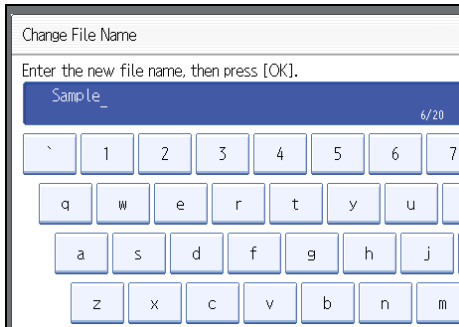 Change File Name
Enter the new file name, then press [OK].
Sample_
6/20
` 1 2 3 4 5 6 7
q w e r t y u
a s d f g h j
z x c v b n m